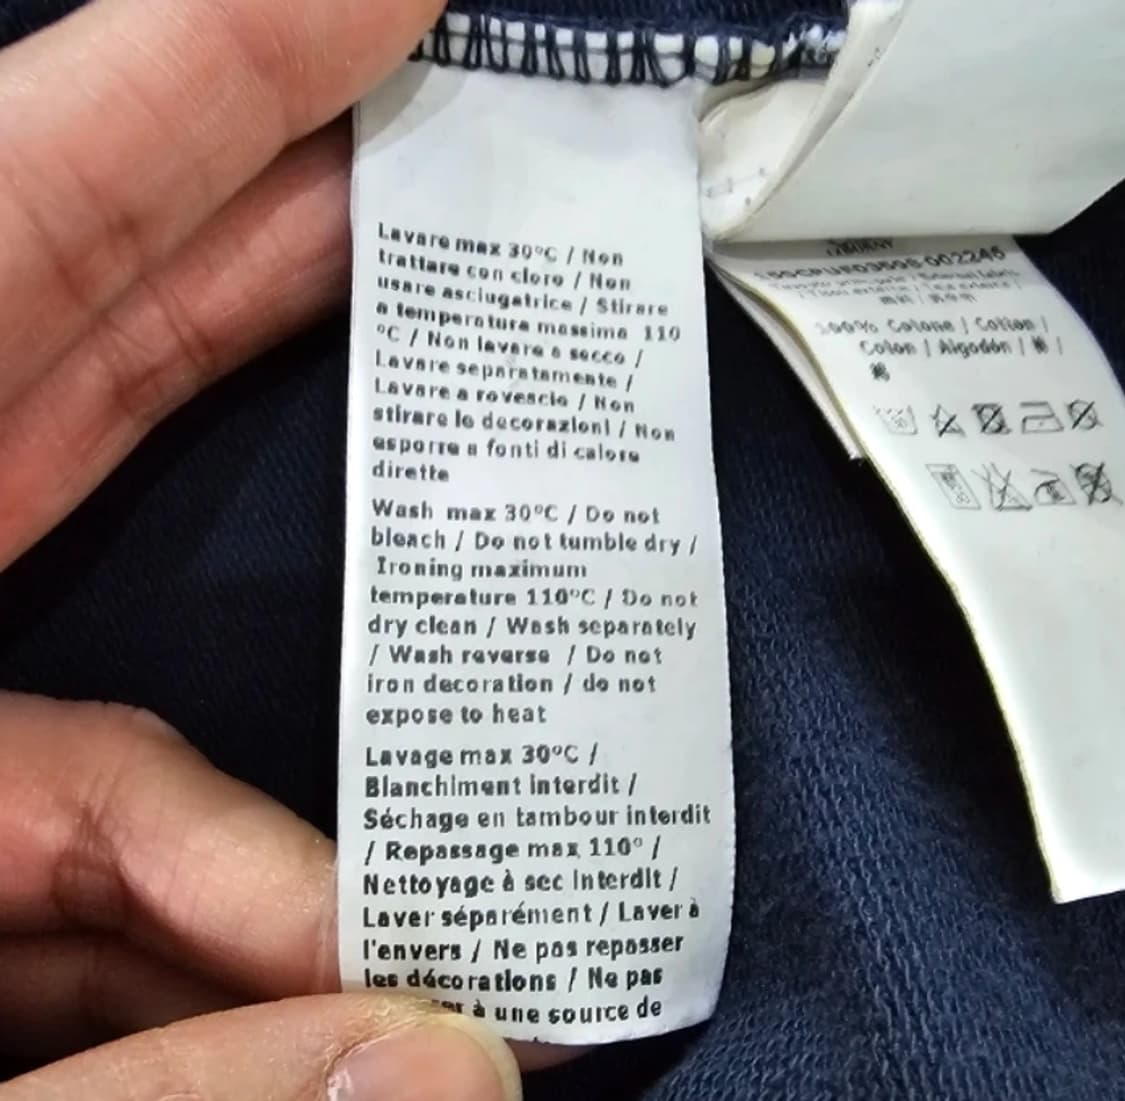 Lavare max 30°C / Non
trattare con cloro / Non
usare asciugatrice / Stirare
a temperatura massima 110
°C / Non lavare a secco /
Lavare separatamente /
Lavare a rovescio / Non
stirare le decorazioni / Non
esporre a fonti di calore
dirette
Wash max 30°C / Do not
bleach / Do not tumble dry /
Ironing maximum
temperature 110°C / Do not
dry clean / Wash separately
/ Wash reverse / Do not
iron decoration / do not
expose to heat
Lavage max 30°C /
Blanchiment interdit /
Séchage en tambour interdit
/ Repassage max 110° /
Nettoyage à sec interdit /
Laver séparément / Laver à
l'envers / Ne pas repasser
les décorations / Ne pas
à une source de
100% Cotone / Cotton /
Coton / Algodón / 棉 /